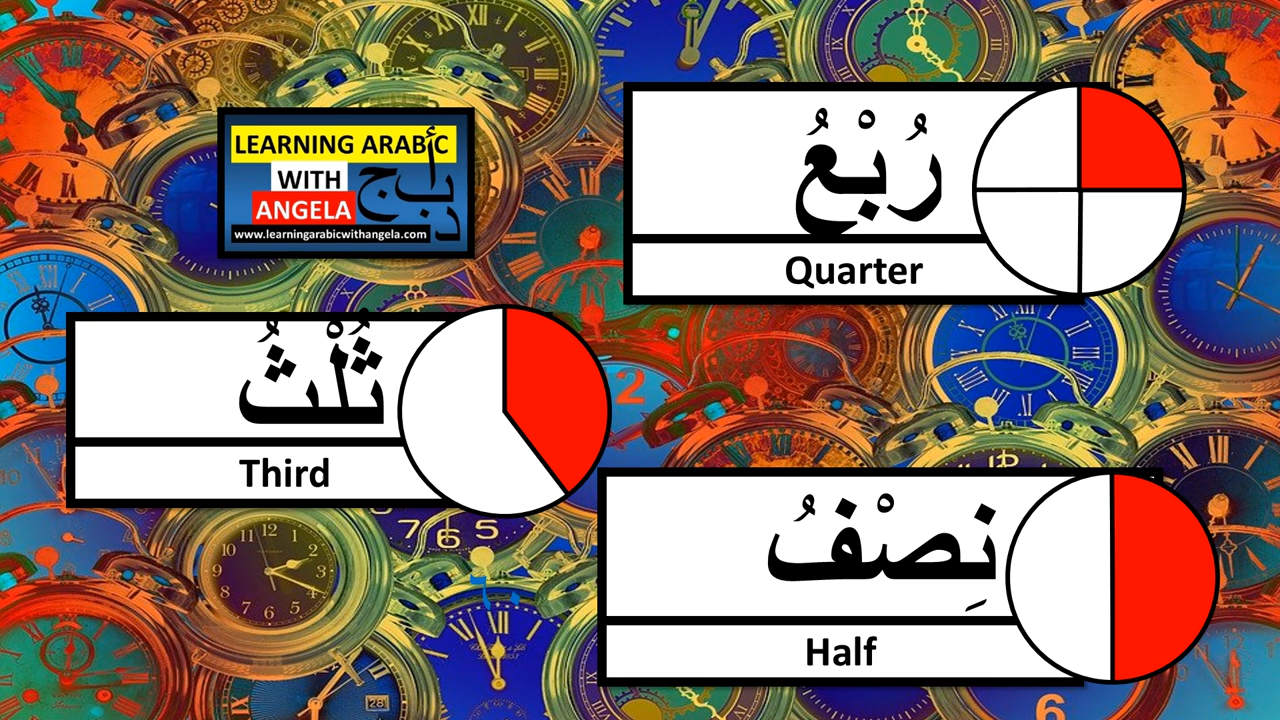 LEARNING ARABIC
WITH
ANGELA
أ ب ج د
www.learningarabicwithangela.com
رُبْعُ
Quarter
ثُلْثُ
Third
نِصْفُ
Half